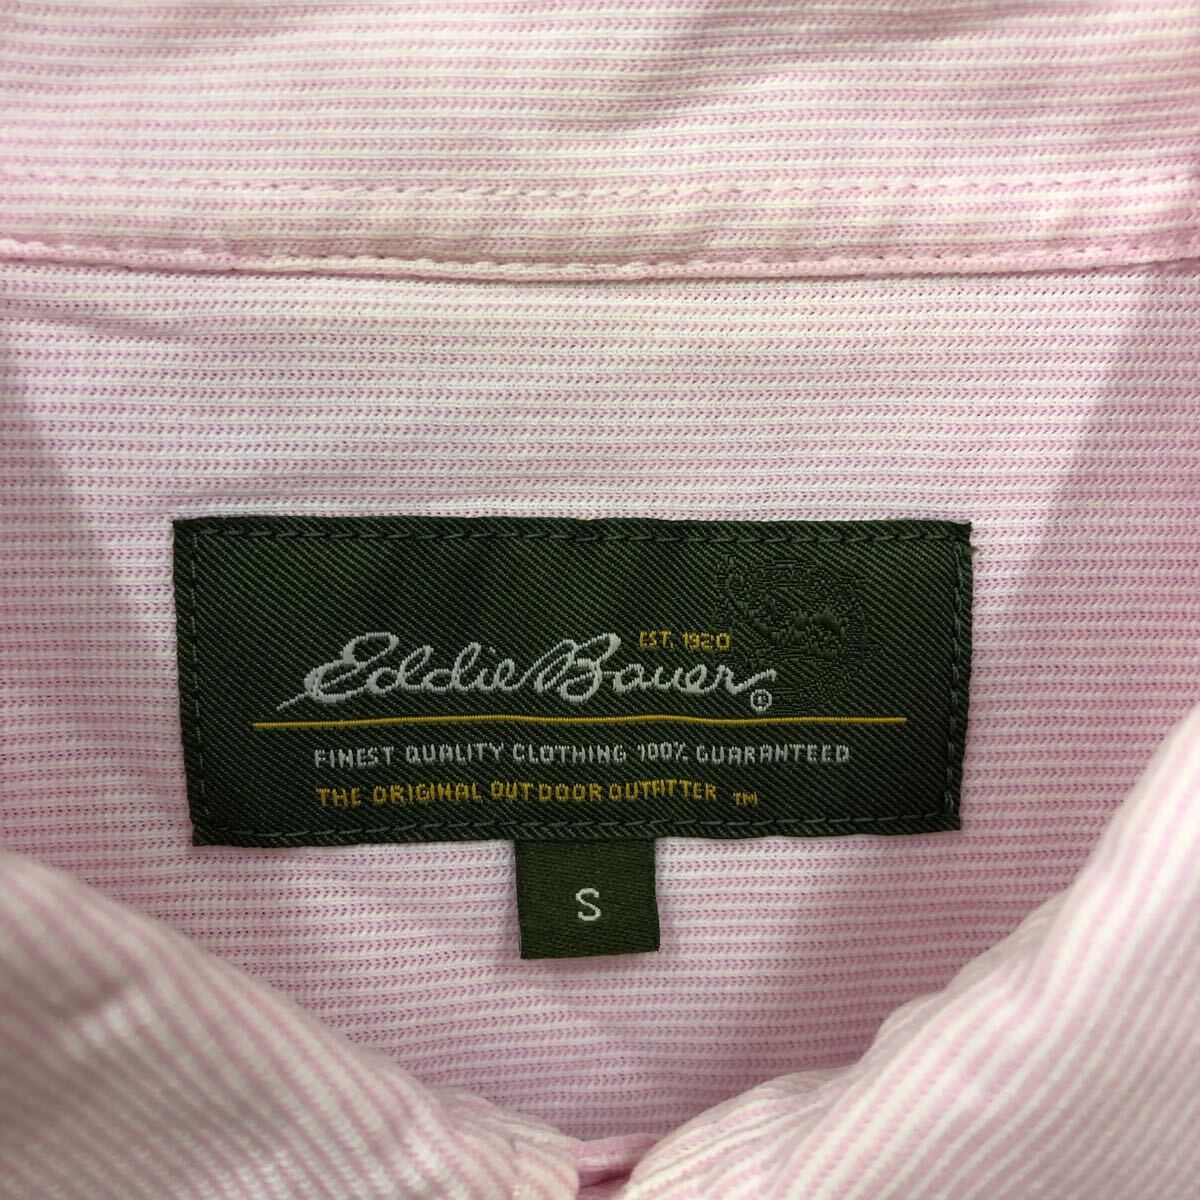 EST. 1920
Eddie Bauer ®
FINEST QUALITY CLOTHING 100% GUARANTEED
THE ORIGINAL OUTDOOR OUTFITTER ™
S